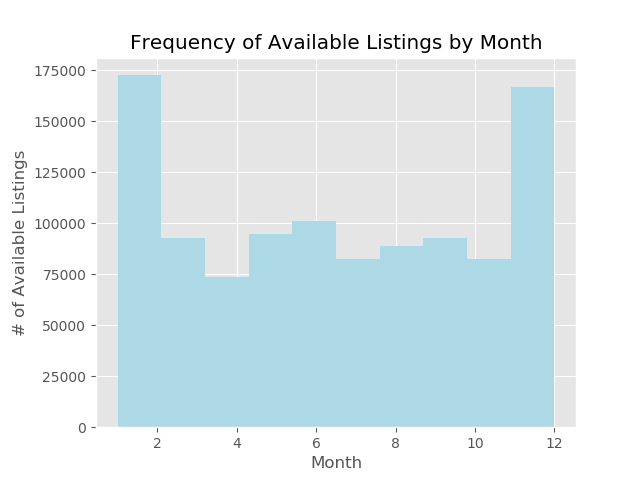 Frequency of Available Listings by Month
175000
150000
125000
100000
75000
50000
25000
0
# of Available Listings
2 4 6 8 10 12
Month